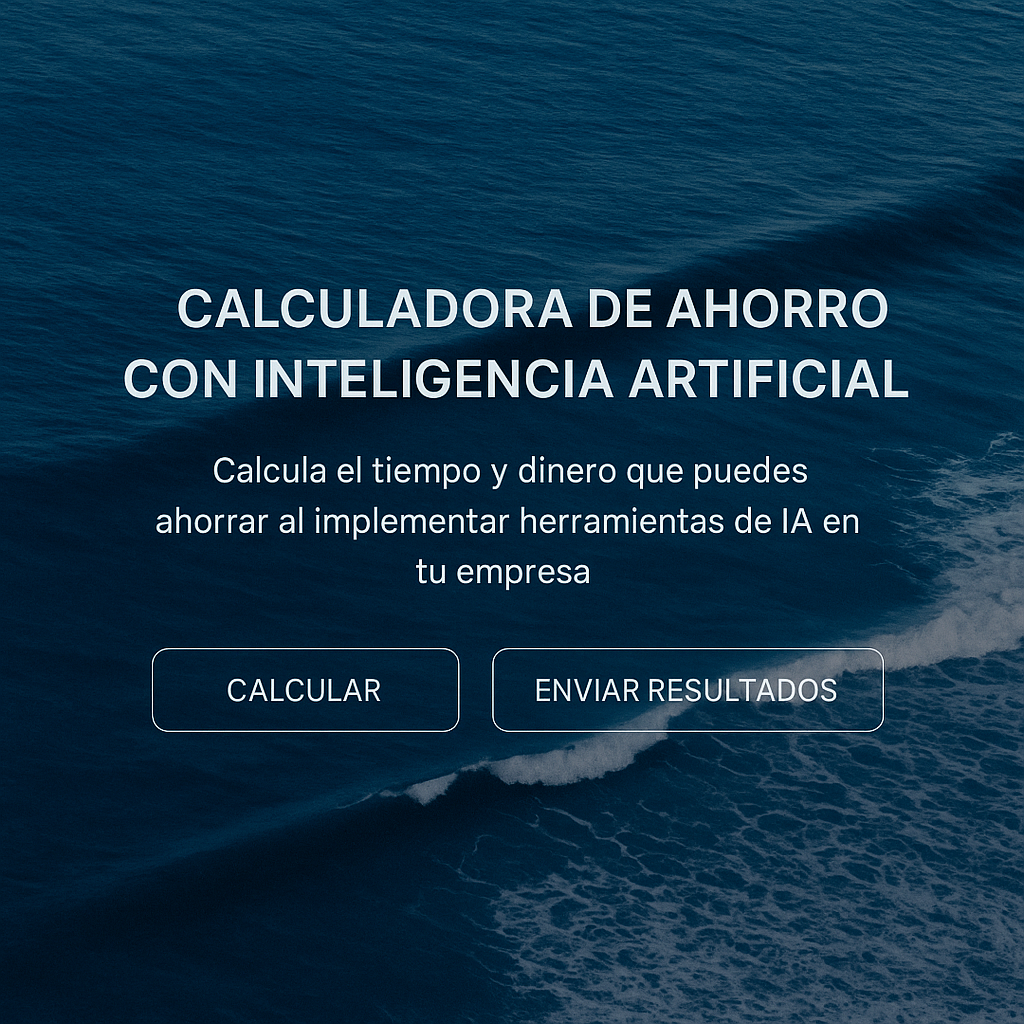 CALCULADORA DE AHORRO
CON INTELIGENCIA ARTIFICIAL
Calcula el tiempo y dinero que puedes
ahorrar al implementar herramientas de IA en
tu empresa
CALCULAR
ENVIAR RESULTADOS